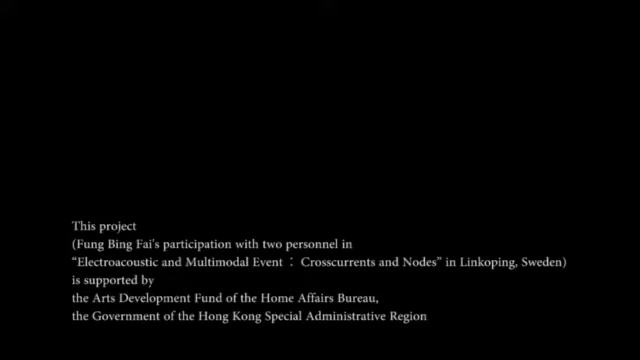 This project
(Fung Bing Fai's participation with two personnel in
“Electroacoustic and Multimodal Event： Crosscurrents and Nodes” in Linkoping, Sweden)
is supported by
the Arts Development Fund of the Home Affairs Bureau,
the Government of the Hong Kong Special Administrative Region